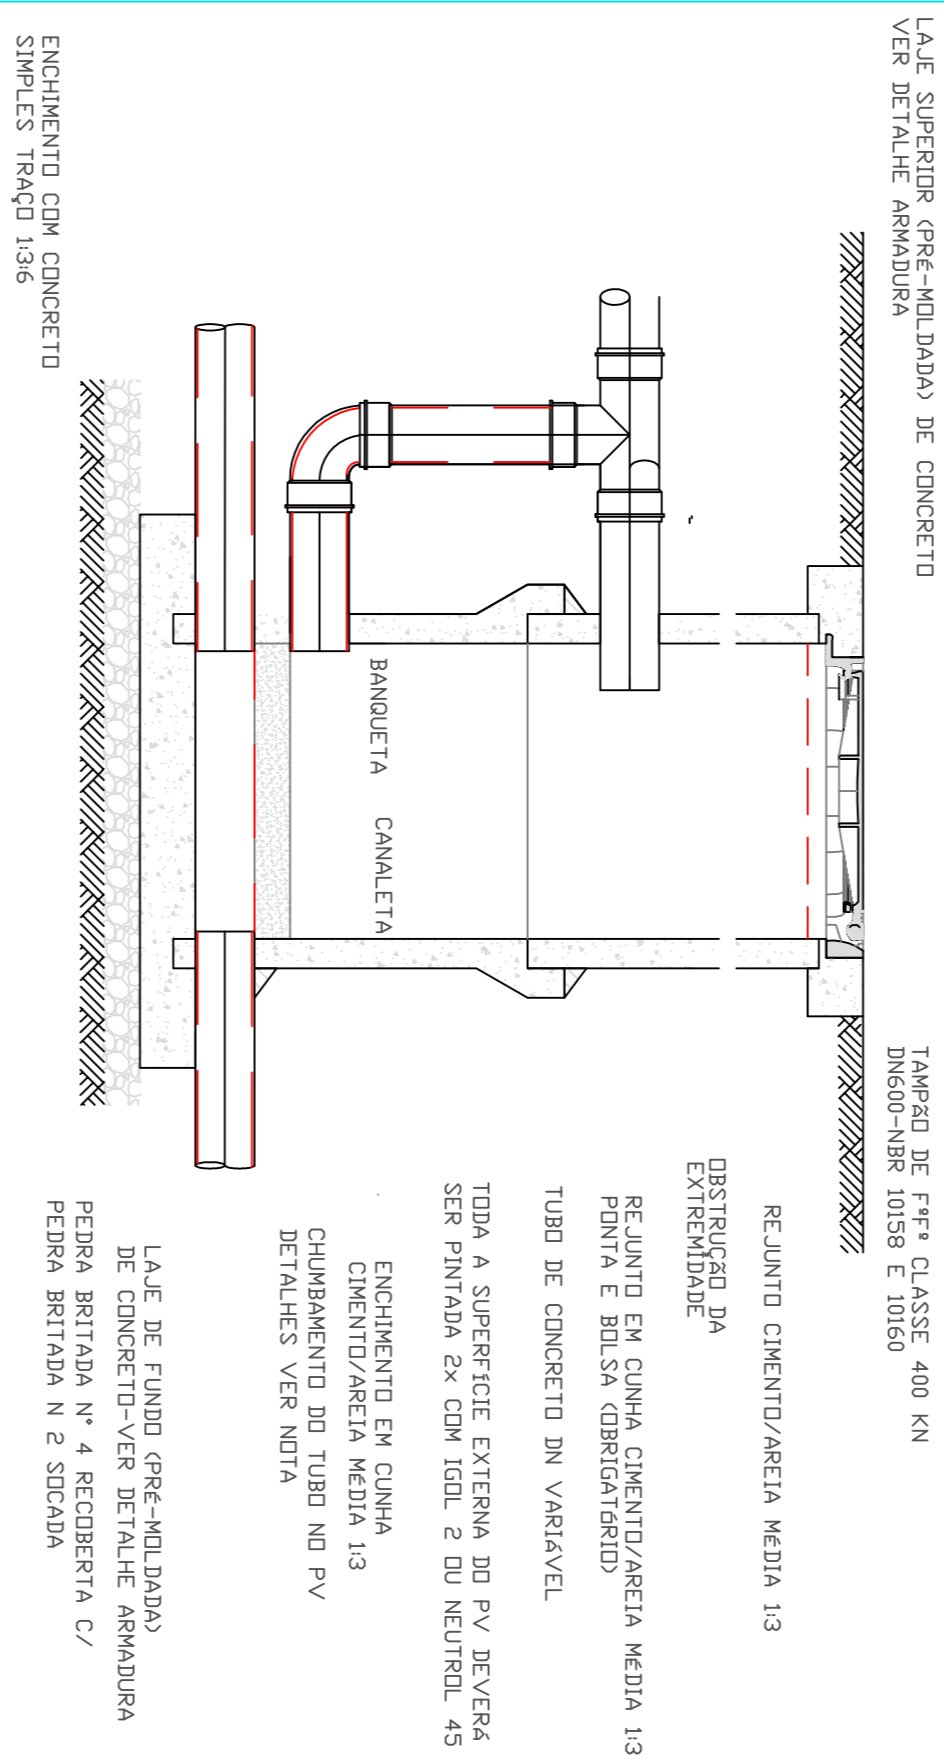 LAJE SUPERIOR (PRÉ-MOLDADA) DE CONCRETO
VER DETALHE ARMADURA
TAMPÃO DE FºFº CLASSE 400 KN
DN600-NBR 10158 E 10160
REJUNTO CIMENTO/AREIA MÉDIA 1:3
OBSTRUÇÃO DA
EXTREMIDADE
REJUNTO EM CUNHA CIMENTO/AREIA MÉDIA 1:3
PONTA E BOLSA (OBRIGATÓRIO)
TUBO DE CONCRETO DN VARIÁVEL
TODA A SUPERFÍCIE EXTERNA DO PV DEVERÁ
SER PINTADA 2x COM IGOL 2 OU NEUTROL 45
BANQUETA
CANALETA
ENCHIMENTO EM CUNHA
CIMENTO/AREIA MÉDIA 1:3
CHUMBAMENTO DO TUBO NO PV
DETALHES VER NOTA
ENCHIMENTO COM CONCRETO
SIMPLES TRAÇO 1:3:6
LAJE DE FUNDO (PRÉ-MOLDADA)
DE CONCRETO-VER DETALHE ARMADURA
PEDRA BRITADA N° 4 RECOBERTA C/
PEDRA BRITADA N 2 SOCADA